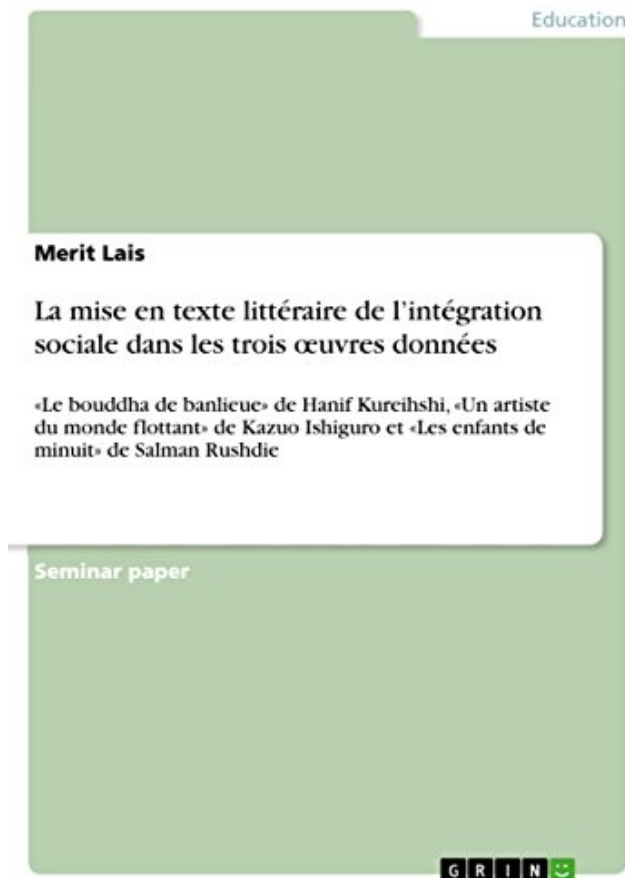 Education
Merit Lais
La mise en texte littéraire de l'intégration
sociale dans les trois œuvres données
«Le bouddha de banlieue» de Hanif Kureihshi, «Un artiste
du monde flottant» de Kazuo Ishiguro et «Les enfants de
minuit» de Salman Rushdie
Seminar paper
GRIN